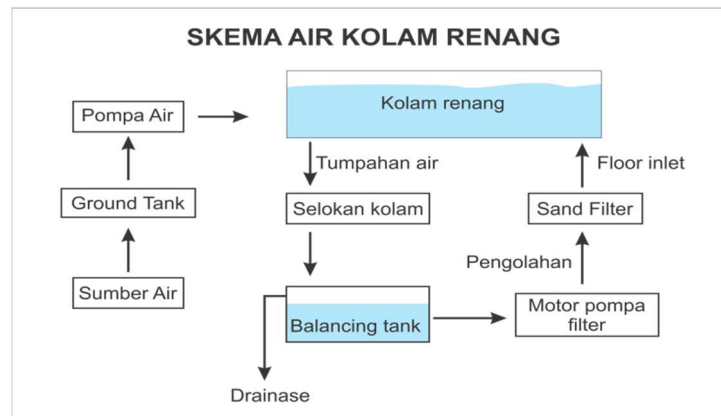 SKEMA AIR KOLAM RENANG
Kolam renang
Pompa Air
Tumpahan air
Floor inlet
Ground Tank
Selokan kolam
Sand Filter
Pengolahan
Sumber Air
Balancing tank
Motor pompa
filter
Drainase